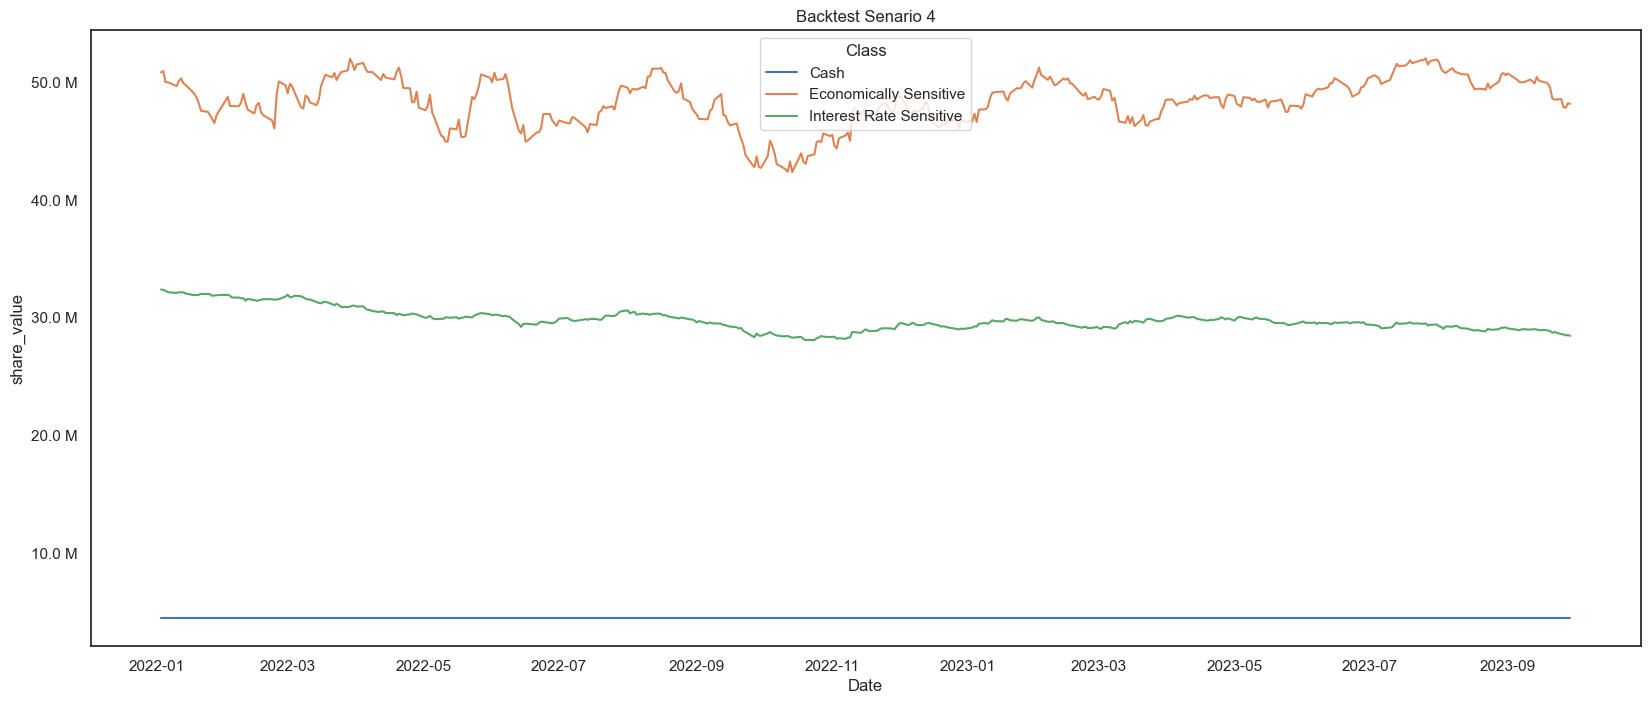 Backtest Senario 4
Class
Cash
Economically Sensitive
Interest Rate Sensitive
share_value
50.0 M
40.0 M
30.0 M
20.0 M
10.0 M
2022-01 2022-03 2022-05 2022-07 2022-09 2022-11 2023-01 2023-03 2023-05 2023-07 2023-09
Date